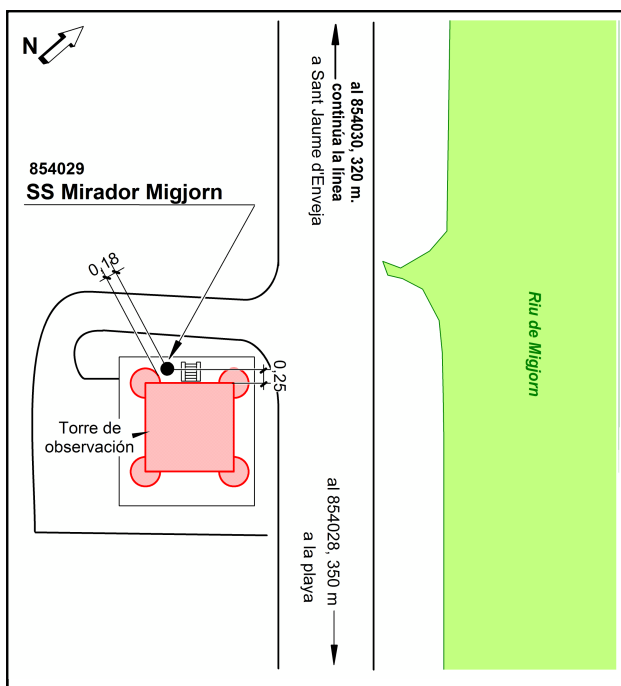 N
al 854030, 320 m.
continúa la línea
a Sant Jaume d'Enveja
854029
SS Mirador Migjorn
0,18
0,25
Riu de Migjorn
Torre de
observación
al 854028, 350 m
a la playa